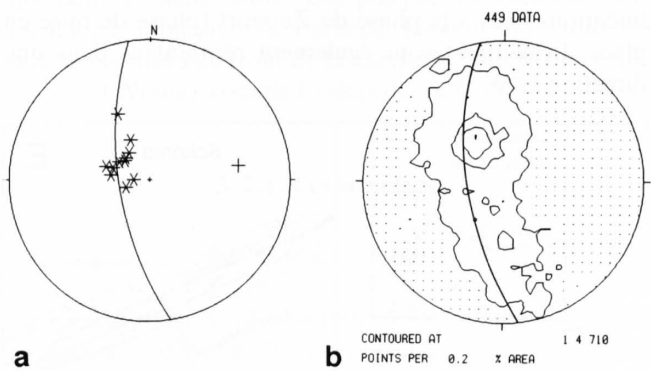 N
449 DATA
a
b
CONTOURED AT 1 4 710
POINTS PER 0.2 % AREA